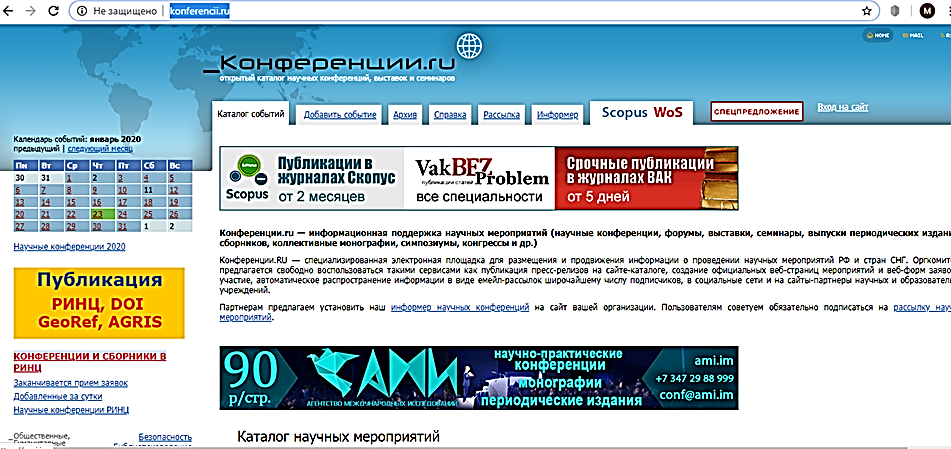 Не защищено | konferencii.ru
M
HOME
MAIL
_Конференции.ru
открытый каталог научных конференций, выставок и семинаров
Каталог событий
Добавить событие
Архив
Справка
Рассылка
Информер
Scopus WoS
СПЕЦПРЕДЛОЖЕНИЕ
Вход на сайт
Календарь событий: январь 2020
предыдущий | следующий месяц
Пн Вт Ср Чт Пт Сб Вс
30 31 1 2 3 4 5
6 7 8 9 10 11 12
13 14 15 16 17 18 19
20 21 22 23 24 25 26
27 28 29 30 31 1 2
Научные конференции 2020
Публикация
РИНЦ, DOI
GeoRef, AGRIS
КОНФЕРЕНЦИИ И СБОРНИКИ В
РИНЦ
Заканчивается прием заявок
Добавленные за сутки
Научные конференции РИНЦ
_Общественные,
Гуманитарные
Безопасность
Scopus
Публикации в
журналах Скопус
от 2 месяцев
VakBEZProblem
публикации статей
все специальности
Срочные публикации
в журналах ВАК
от 5 дней
Конференции.ru — информационная поддержка научных мероприятий (научные конференции, форумы, выставки, семинары, выпуски периодических издан
сборников, коллективные монографии, симпозиумы, конгрессы и др.)
Конференции.RU — специализированная электронная площадка для размещения и продвижения информации о проведении научных мероприятий РФ и стран СНГ. Оргкомит
предлагается свободно воспользоваться такими сервисами как публикация пресс-релизов на сайте-каталоге, создание официальных веб-страниц мероприятий и веб-форм заяво
участие, автоматическое распространение информации в виде емейл-рассылок широчайшему числу подписчиков, в социальные сети и на сайты-партнеры научных и образовател
учреждений.
Партнерам предлагаем установить наш информер научных конференций на сайт вашей организации. Пользователям советуем обязательно подписаться на рассылку нау
мероприятий.
90
р/стр.
АМИ
АГЕНТСТВО МЕЖДУНАРОДНЫХ ИССЛЕДОВАНИЙ
научно-практические
конференции
монографии
периодические издания
ami.im
+7 347 29 88 999
conf@ami.im
Каталог научных мероприятий